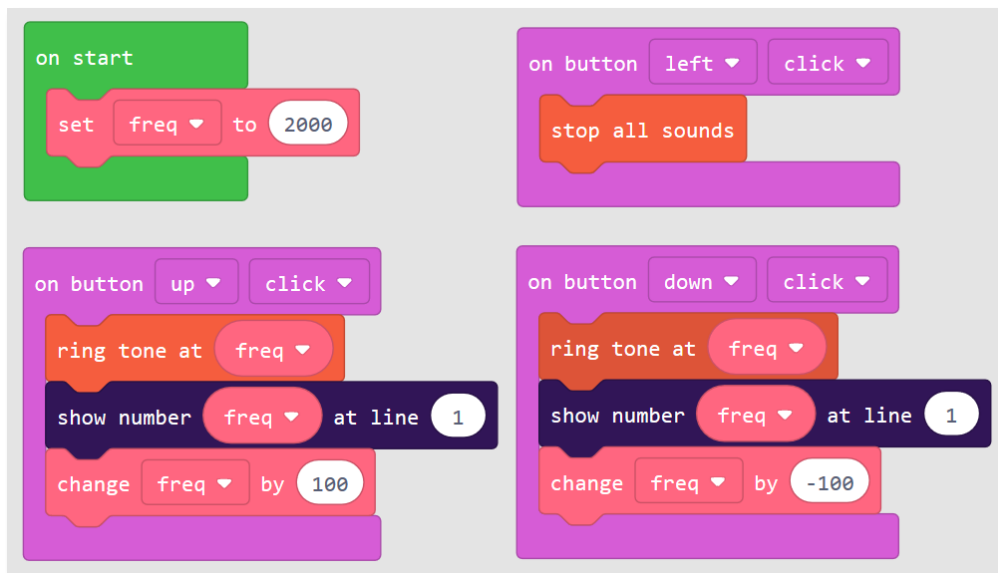 on start
set freq to 2000
on button left click
stop all sounds
on button up click
ring tone at freq
show number freq at line 1
change freq by 100
on button down click
ring tone at freq
show number freq at line 1
change freq by -100